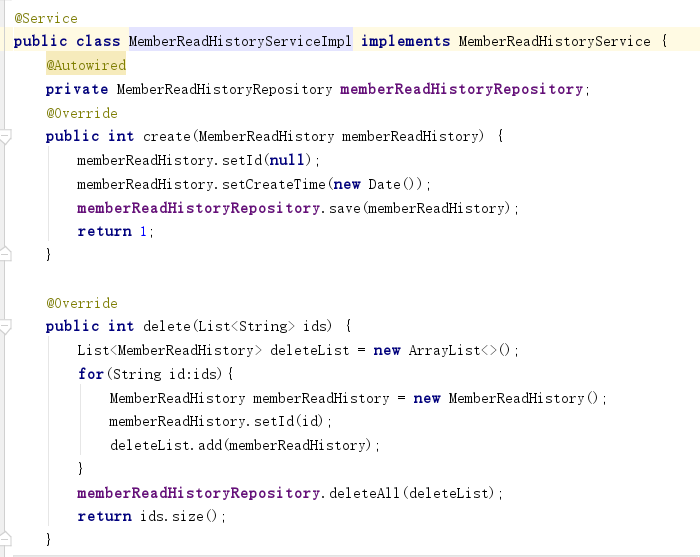 @Service
public class MemberReadHistoryServiceImpl implements MemberReadHistoryService {
@Autowired
private MemberReadHistoryRepository memberReadHistoryRepository;
@Override
public int create(MemberReadHistory memberReadHistory) {
memberReadHistory.setId(null);
memberReadHistory.setCreateTime(new Date());
memberReadHistoryRepository.save(memberReadHistory);
return 1;
}
@Override
public int delete(List<String> ids) {
List<MemberReadHistory> deleteList = new ArrayList<>();
for(String id:ids){
MemberReadHistory memberReadHistory = new MemberReadHistory();
memberReadHistory.setId(id);
deleteList.add(memberReadHistory);
}
memberReadHistoryRepository.deleteAll(deleteList);
return ids.size();
}